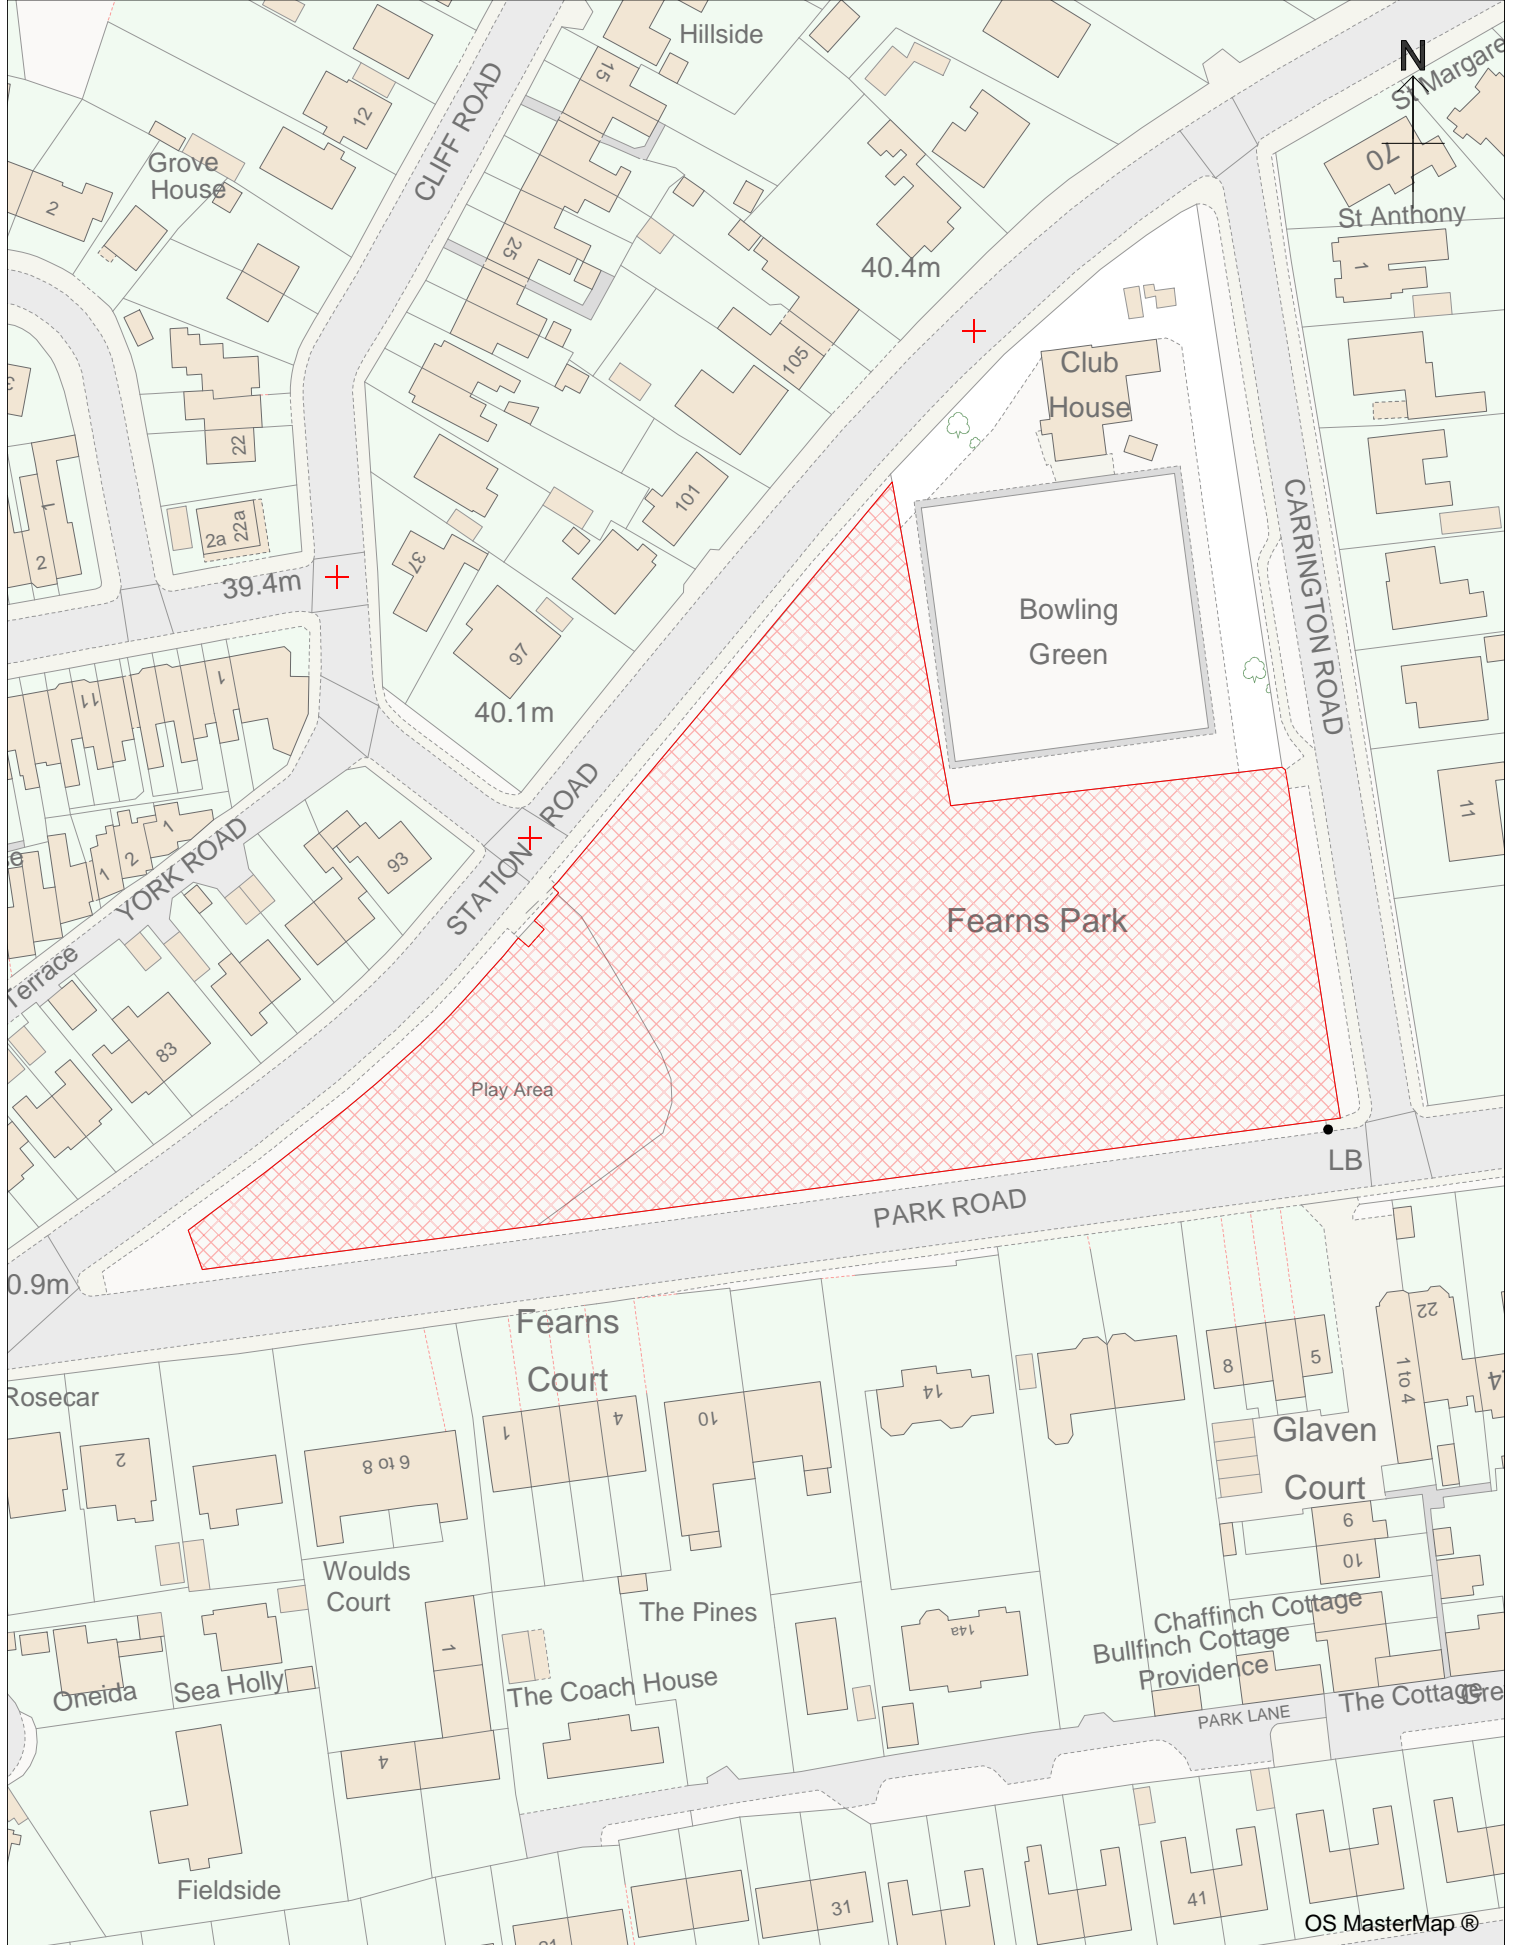 Hillside
N
St Margare
CLIFF ROAD
15
12
Grove
House
70
2
St Anthony
25
40.4m
1
105
Club
House
22
101
CARRINGTON ROAD
1
2a
22a
2
37
39.4m
Bowling
Green
97
11
1
40.1m
STATION ROAD
11
1
2
1
93
YORK ROAD
Fearns Park
Terrace
83
Play Area
LB
PARK ROAD
0.9m
Fearns
Court
22
8
5
1 to 4
Rosecar
1
4
10
14
2
6 to 8
Glaven
Court
9
10
Woulds
Court
The Pines
14a
Chaffinch Cottage
Bullfinch Cottage
Providence
1
Oneida
Sea Holly
The Coach House
The Cottage
Gre
PARK LANE
4
Fieldside
31
41
OS MasterMap ®